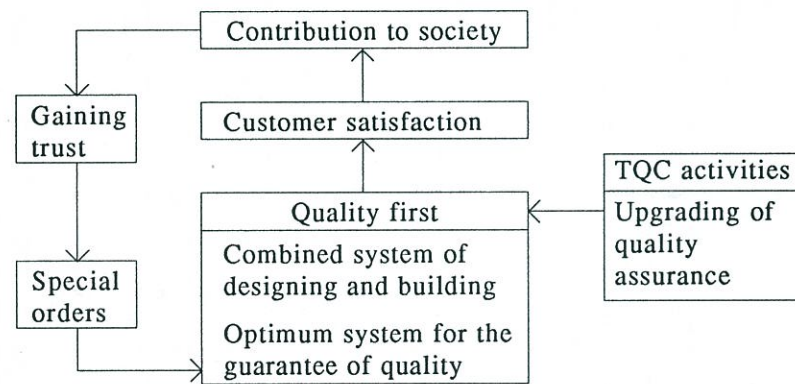 Contribution to society
Gaining
trust
Customer satisfaction
TQC activities
Upgrading of
quality
assurance
Quality first
Combined system of
designing and building
Optimum system for the
guarantee of quality
Special
orders